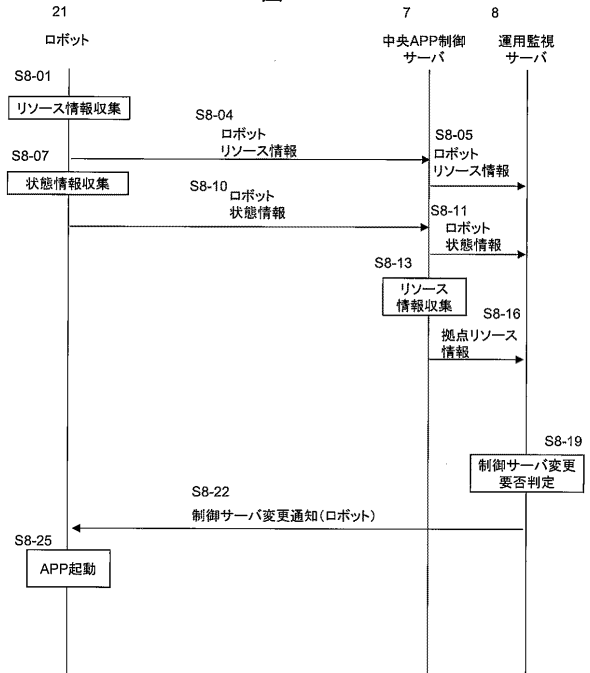 図
21
7
8
ロボット
中央APP制御
サーバ
運用監視
サーバ
S8-01
リソース情報収集
S8-04
ロボット
リソース情報
S8-05
ロボット
リソース情報
S8-07
状態情報収集
S8-10
ロボット
状態情報
S8-11
ロボット
状態情報
S8-13
リソース
情報収集
S8-16
拠点リソース
情報
S8-19
制御サーバ変更
要否判定
S8-22
制御サーバ変更通知(ロボット)
S8-25
APP起動